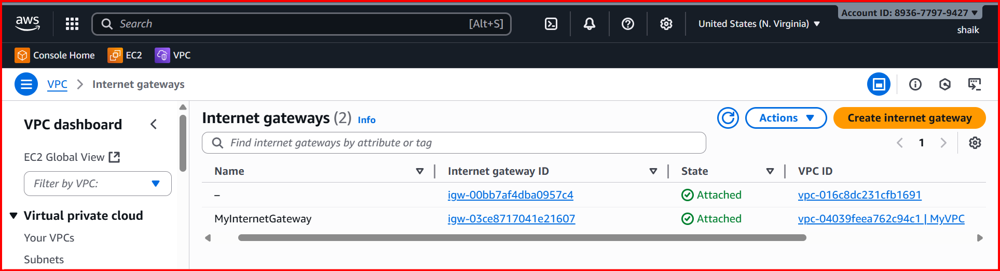 aws
Search [Alt+S]
United States (N. Virginia)
Account ID: 8936-7797-9427
shaik
Console Home EC2 VPC
VPC Internet gateways
VPC dashboard
EC2 Global View
Filter by VPC:
Virtual private cloud
Your VPCs
Subnets
Internet gateways (2) Info
Actions
Create internet gateway
Find internet gateways by attribute or tag
1
Name Internet gateway ID State VPC ID
– igw-00bb7af4dba0957c4 Attached vpc-016c8dc231cfb1691
MyInternetGateway igw-03ce8717041e21607 Attached vpc-04039feea762c94c1 | MyVPC